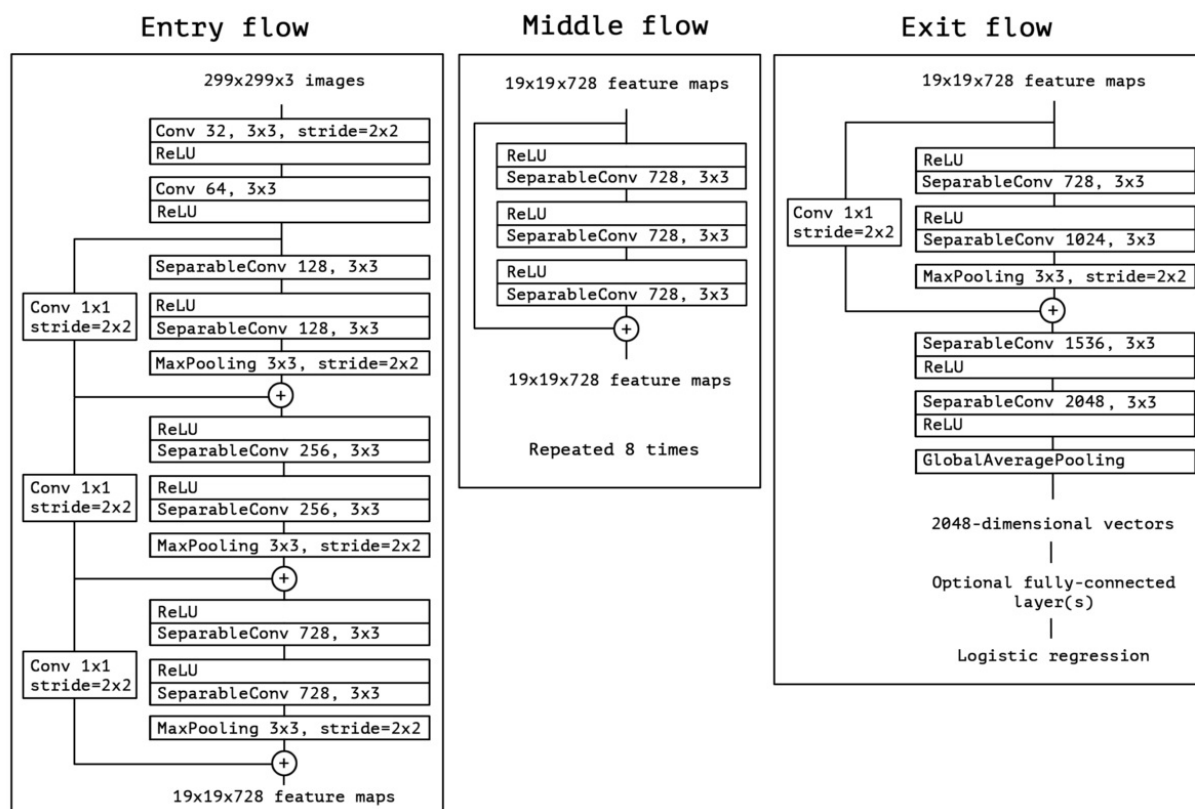 Entry flow
299x299x3 images
Conv 32, 3x3, stride=2x2
ReLU
Conv 64, 3x3
ReLU
SeparableConv 128, 3x3
Conv 1x1
stride=2x2
ReLU
SeparableConv 128, 3x3
MaxPooling 3x3, stride=2x2
+
ReLU
SeparableConv 256, 3x3
Conv 1x1
stride=2x2
ReLU
SeparableConv 256, 3x3
MaxPooling 3x3, stride=2x2
+
ReLU
SeparableConv 728, 3x3
Conv 1x1
stride=2x2
ReLU
SeparableConv 728, 3x3
MaxPooling 3x3, stride=2x2
+
19x19x728 feature maps
Middle flow
19x19x728 feature maps
ReLU
SeparableConv 728, 3x3
ReLU
SeparableConv 728, 3x3
ReLU
SeparableConv 728, 3x3
+
19x19x728 feature maps
Repeated 8 times
Exit flow
19x19x728 feature maps
ReLU
SeparableConv 728, 3x3
Conv 1x1
stride=2x2
ReLU
SeparableConv 1024, 3x3
MaxPooling 3x3, stride=2x2
+
SeparableConv 1536, 3x3
ReLU
SeparableConv 2048, 3x3
ReLU
GlobalAveragePooling
2048-dimensional vectors
Optional fully-connected
layer(s)
Logistic regression